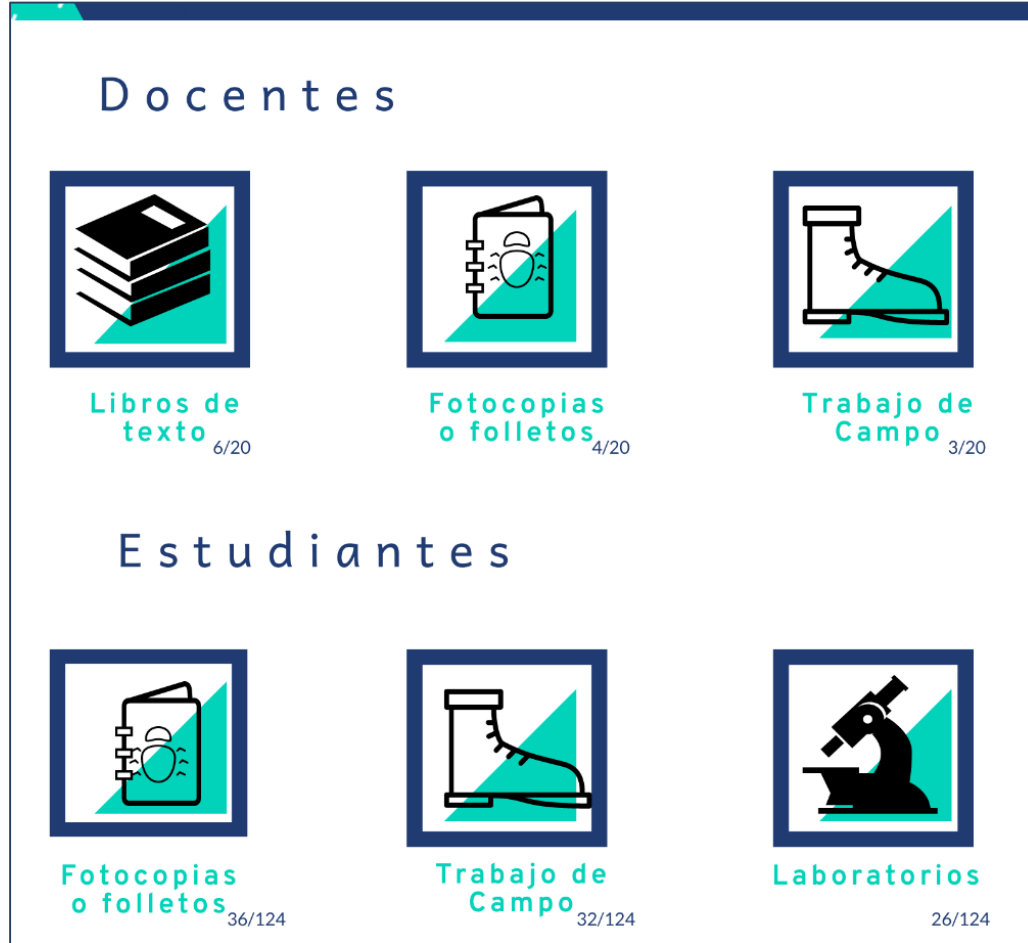 Docentes
Libros de
texto 6/20
Fotocopias
o folletos 4/20
Trabajo de
Campo 3/20
Estudiantes
Fotocopias
o folletos 36/124
Trabajo de
Campo 32/124
Laboratorios
26/124